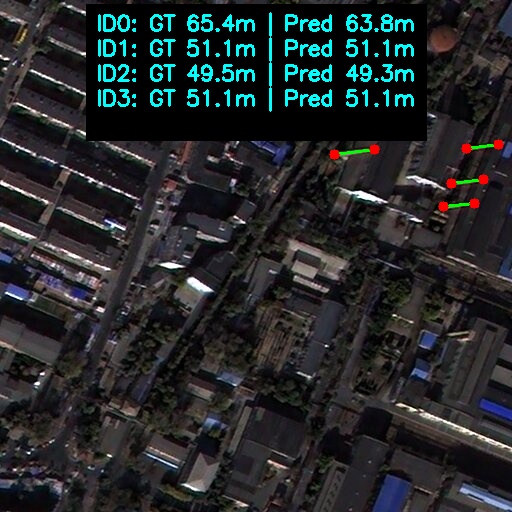 ID0: GT 65.4m | Pred 63.8m
ID1: GT 51.1m | Pred 51.1m
ID2: GT 49.5m | Pred 49.3m
ID3: GT 51.1m | Pred 51.1m